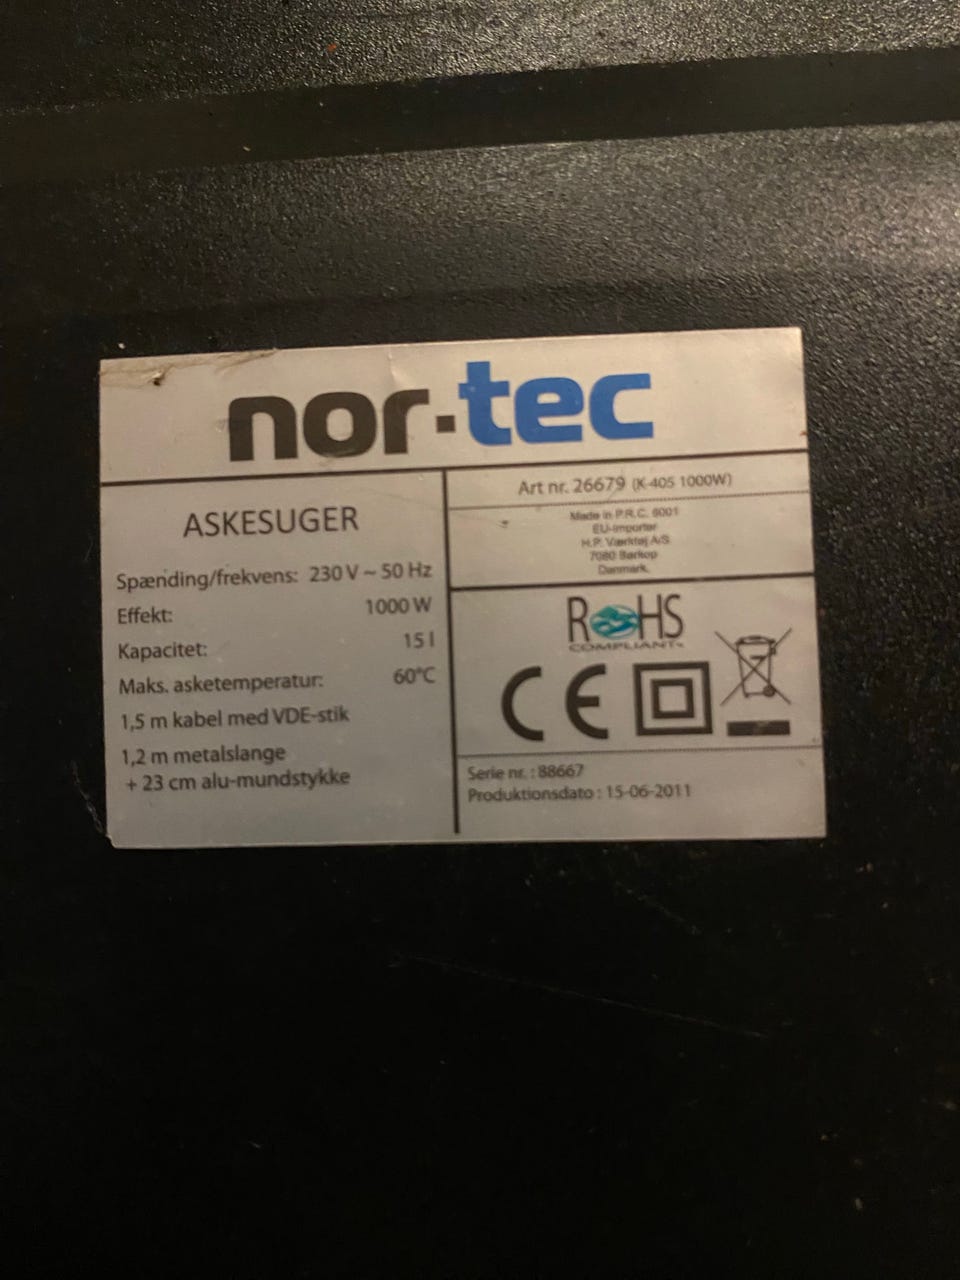 nor.tec
ASKESUGER
Spænding/frekvens: 230 V ~ 50 Hz
Effekt: 1000 W
Kapacitet: 15 l
Maks. asketemperatur: 60°C
1,5 m kabel med VDE-stik
1,2 m metalslange
+ 23 cm alu-mundstykke
Art nr. 26679 (K-405 1000W)
Made in P.R.C. 6001
EU-Importer
H.P. Værktøj A/S
7080 Børkop
Danmark.
RoHS
COMPLIANT
CE
Serie nr. : 88667
Produktionsdato : 15-06-2011